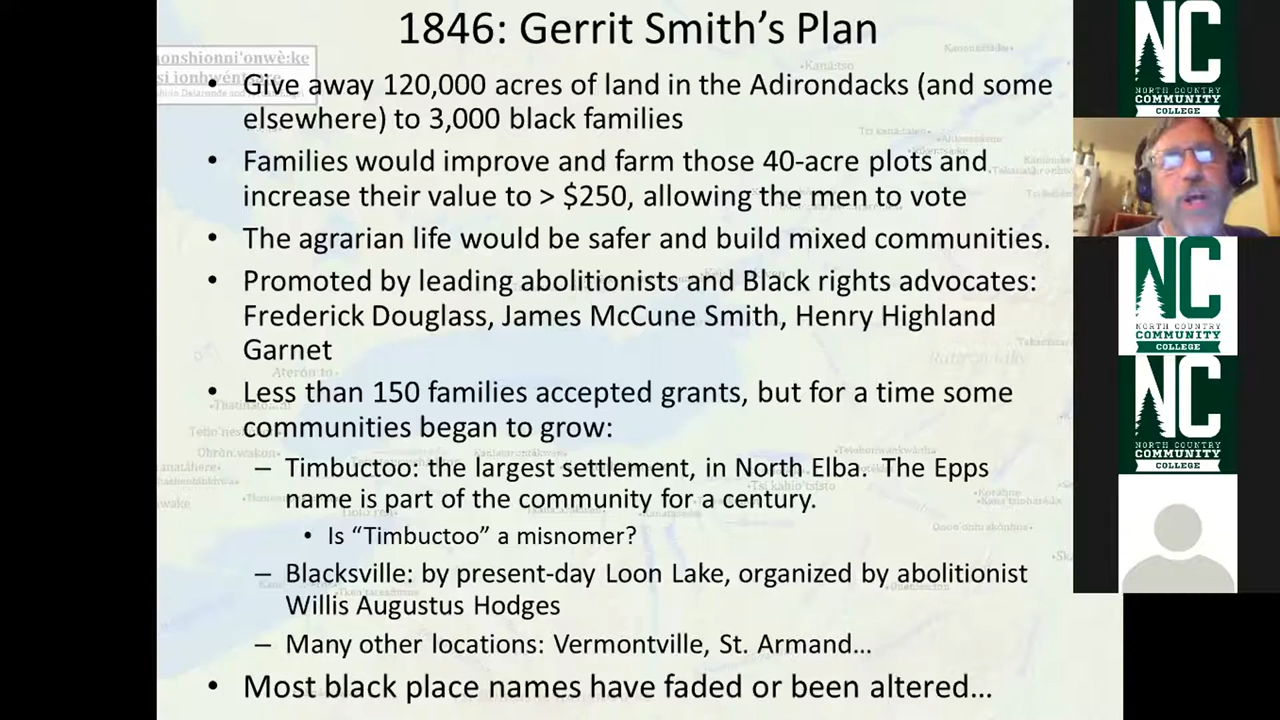 1846: Gerrit Smith's Plan
onshionni'onwè:ke
si ionhwéntsare
• Give away 120,000 acres of land in the Adirondacks (and some
elsewhere) to 3,000 black families
• Families would improve and farm those 40-acre plots and
increase their value to > $250, allowing the men to vote
• The agrarian life would be safer and build mixed communities.
• Promoted by leading abolitionists and Black rights advocates:
Frederick Douglass, James McCune Smith, Henry Highland
Garnet
• Less than 150 families accepted grants, but for a time some
communities began to grow:
– Timbuctoo: the largest settlement, in North Elba. The Epps
name is part of the community for a century.
• Is “Timbuctoo” a misnomer?
– Blacksville: by present-day Loon Lake, organized by abolitionist
Willis Augustus Hodges
– Many other locations: Vermontville, St. Armand…
• Most black place names have faded or been altered…
NC
NORTH COUNTRY
COMMUNITY
COLLEGE
NC
NORTH COUNTRY
COMMUNITY
COLLEGE
NC
NORTH COUNTRY
COMMUNITY
COLLEGE